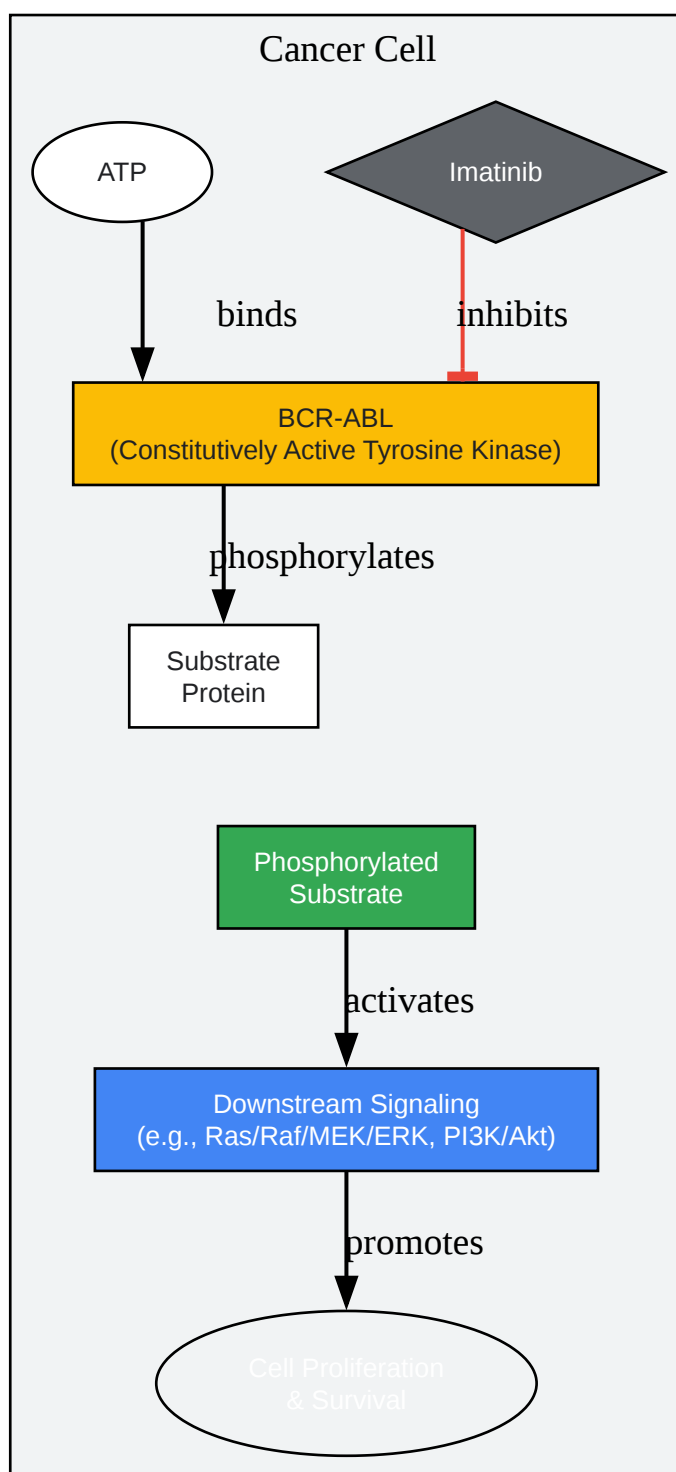 Cancer Cell
ATP
Imatinib
binds
inhibits
BCR-ABL
(Constitutively Active Tyrosine Kinase)
phosphorylates
Substrate
Protein
Phosphorylated
Substrate
activates
Downstream Signaling
(e.g., Ras/Raf/MEK/ERK, PI3K/Akt)
promotes
Cell Proliferation
& Survival